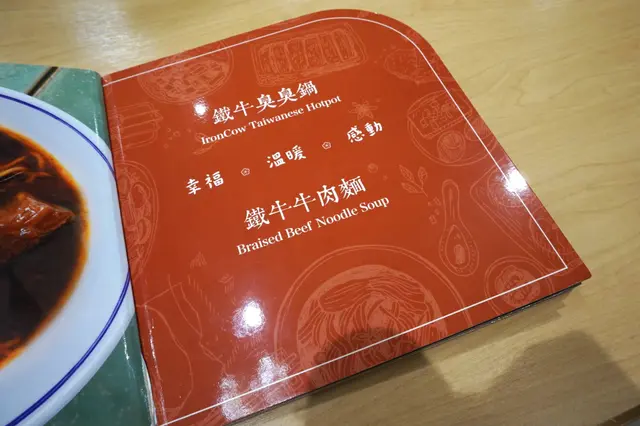 鐵牛臭臭鍋
IronCow Taiwanese Hotpot
幸福 溫暖 感動
鐵牛牛肉麵
Braised Beef Noodle Soup